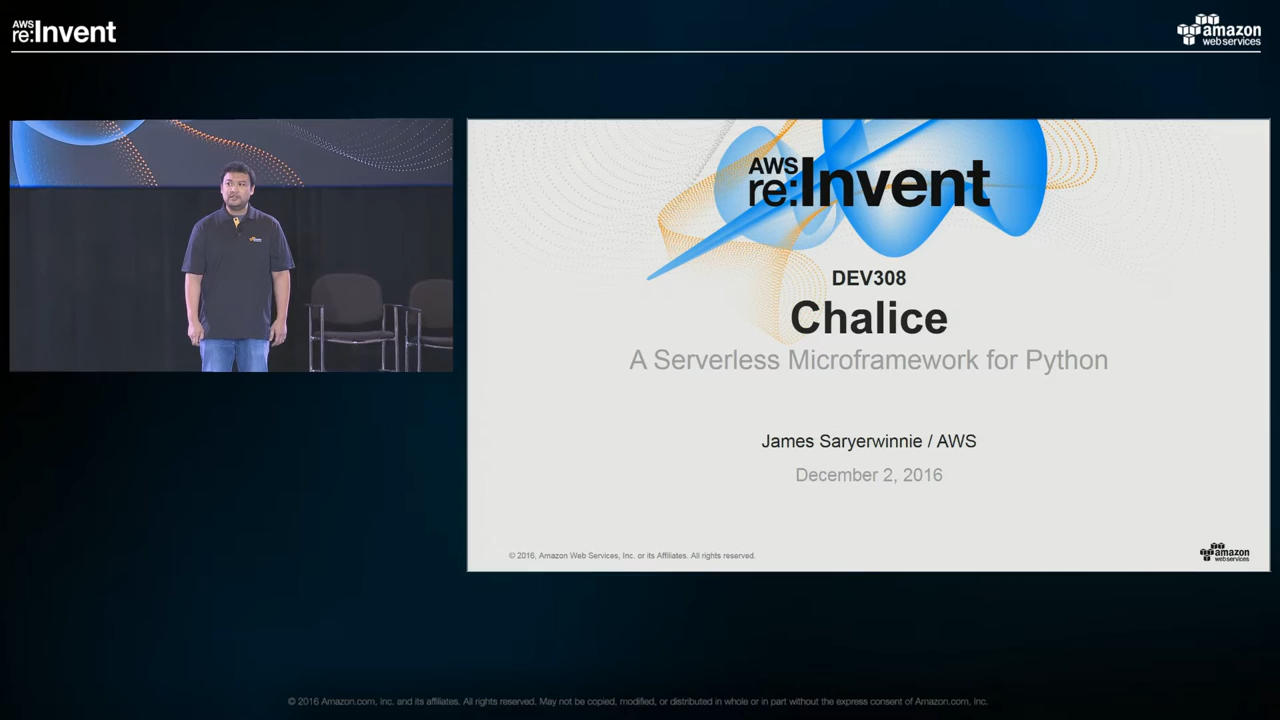 AWS
re:Invent
amazon
web services
AWS
re:Invent
DEV308
Chalice
A Serverless Microframework for Python
James Saryerwinnie / AWS
December 2, 2016
© 2016, Amazon Web Services, Inc. or its Affiliates. All rights reserved.
amazon
web services
© 2016 Amazon.com, Inc. and its affiliates. All rights reserved. May not be copied, modified, or distributed in whole or in part without the express consent of Amazon.com, Inc.